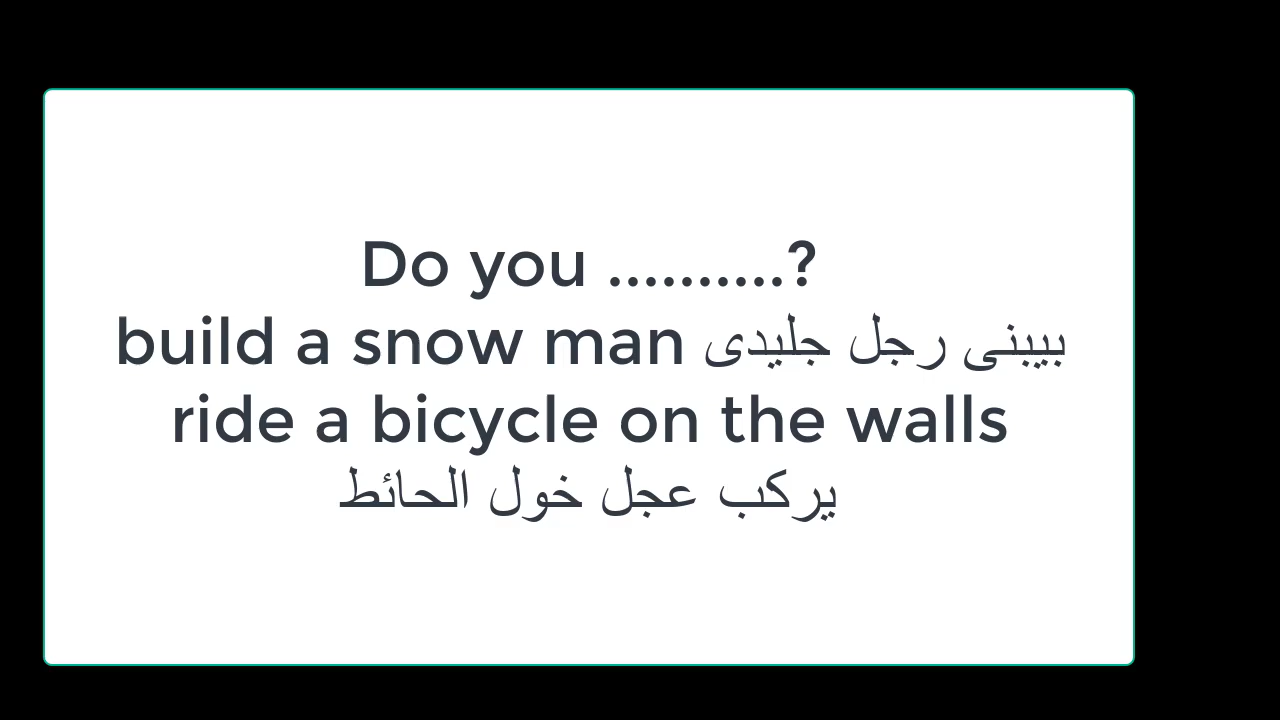 Do you ..........?
build a snow man بيبنى رجل جليدى
ride a bicycle on the walls
يركب عجل خول الحائط